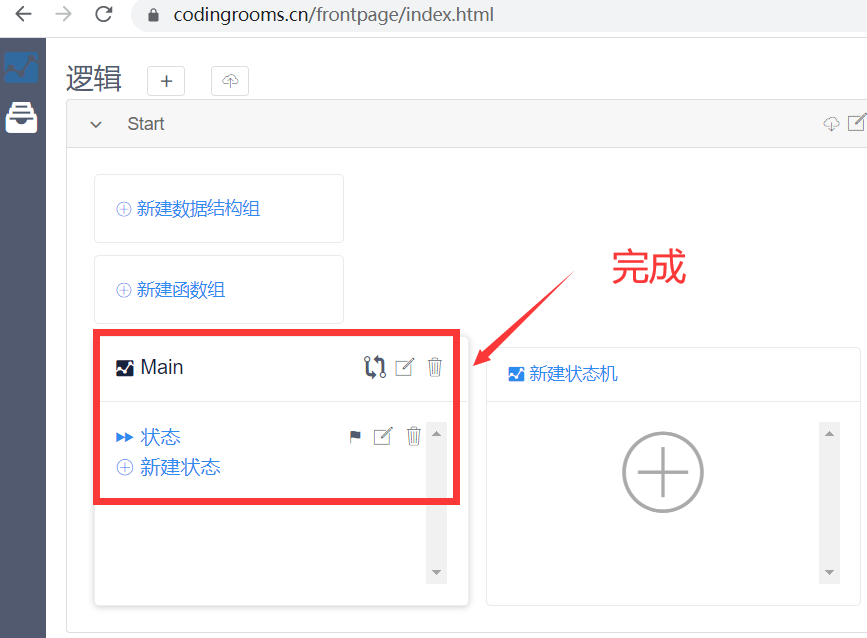 codingrooms.cn/frontpage/index.html
逻辑
Start
新建数据结构组
新建函数组
完成
Main
新建状态机
状态
新建状态